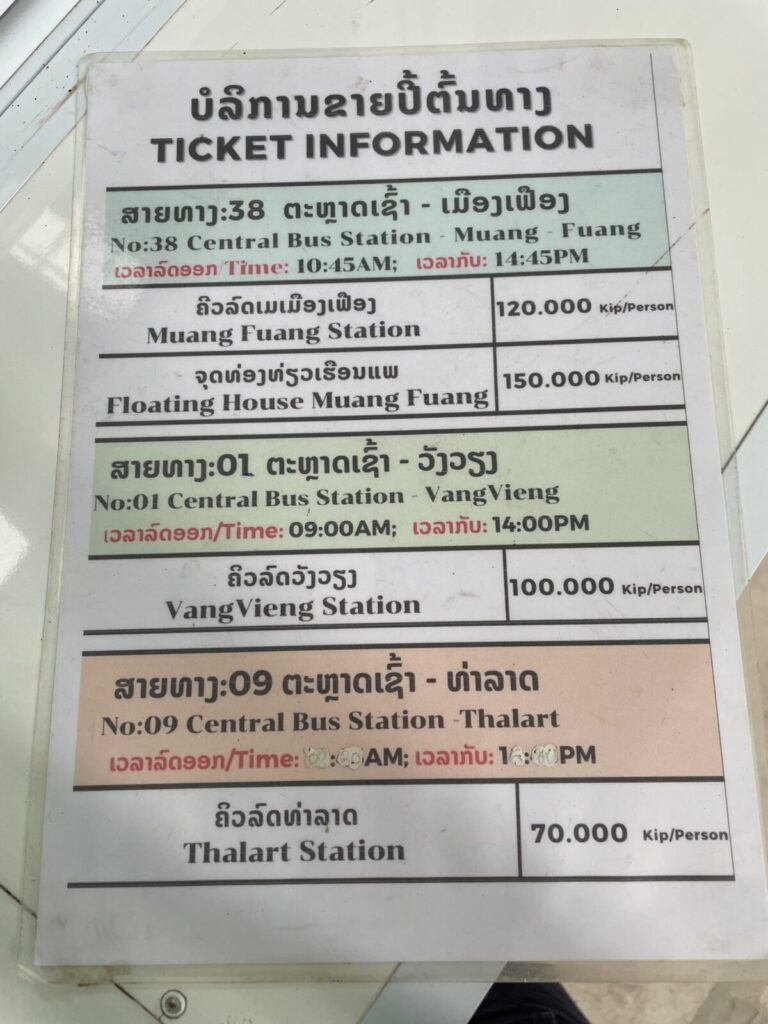 ບໍລິການຂາຍປີ້ຕົ້ນທາງ
TICKET INFORMATION
ສາຍທາງ:38 ຕະຫຼາດເຊົ້າ - ເມືອງເຟືອງ
No:38 Central Bus Station - Muang - Fuang
ເວລາລົດອອກ/Time: 10:45AM; ເວລາກັບ: 14:45PM
ຄິວລົດເມເມືອງເຟືອງ
Muang Fuang Station
120.000 Kip/Person
ຈຸດທ່ອງທ່ຽວເຮືອນແພ
Floating House Muang Fuang
150.000 Kip/Person
ສາຍທາງ:01 ຕະຫຼາດເຊົ້າ - ວັງວຽງ
No:01 Central Bus Station - VangVieng
ເວລາລົດອອກ/Time: 09:00AM; ເວລາກັບ: 14:00PM
ຄິວລົດວັງວຽງ
VangVieng Station
100.000 Kip/Person
ສາຍທາງ:09 ຕະຫຼາດເຊົ້າ - ທ່າລາດ
No:09 Central Bus Station -Thalart
ເວລາລົດອອກ/Time: AM; ເວລາກັບ: PM
ຄິວລົດທ່າລາດ
Thalart Station
70.000 Kip/Person